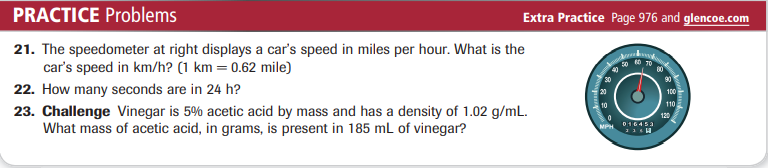 PRACTICE Problems
Extra Practice Page 976 and glencoe.com
21. The speedometer at right displays a car's speed in miles per hour. What is the
car's speed in km/h? (1 km = 0.62 mile)
22. How many seconds are in 24 h?
23. Challenge Vinegar is 5% acetic acid by mass and has a density of 1.02 g/mL.
What mass of acetic acid, in grams, is present in 185 mL of vinegar?
0 10 20 30 40 50 60 70 80 90 100 110 120
MPH
016453